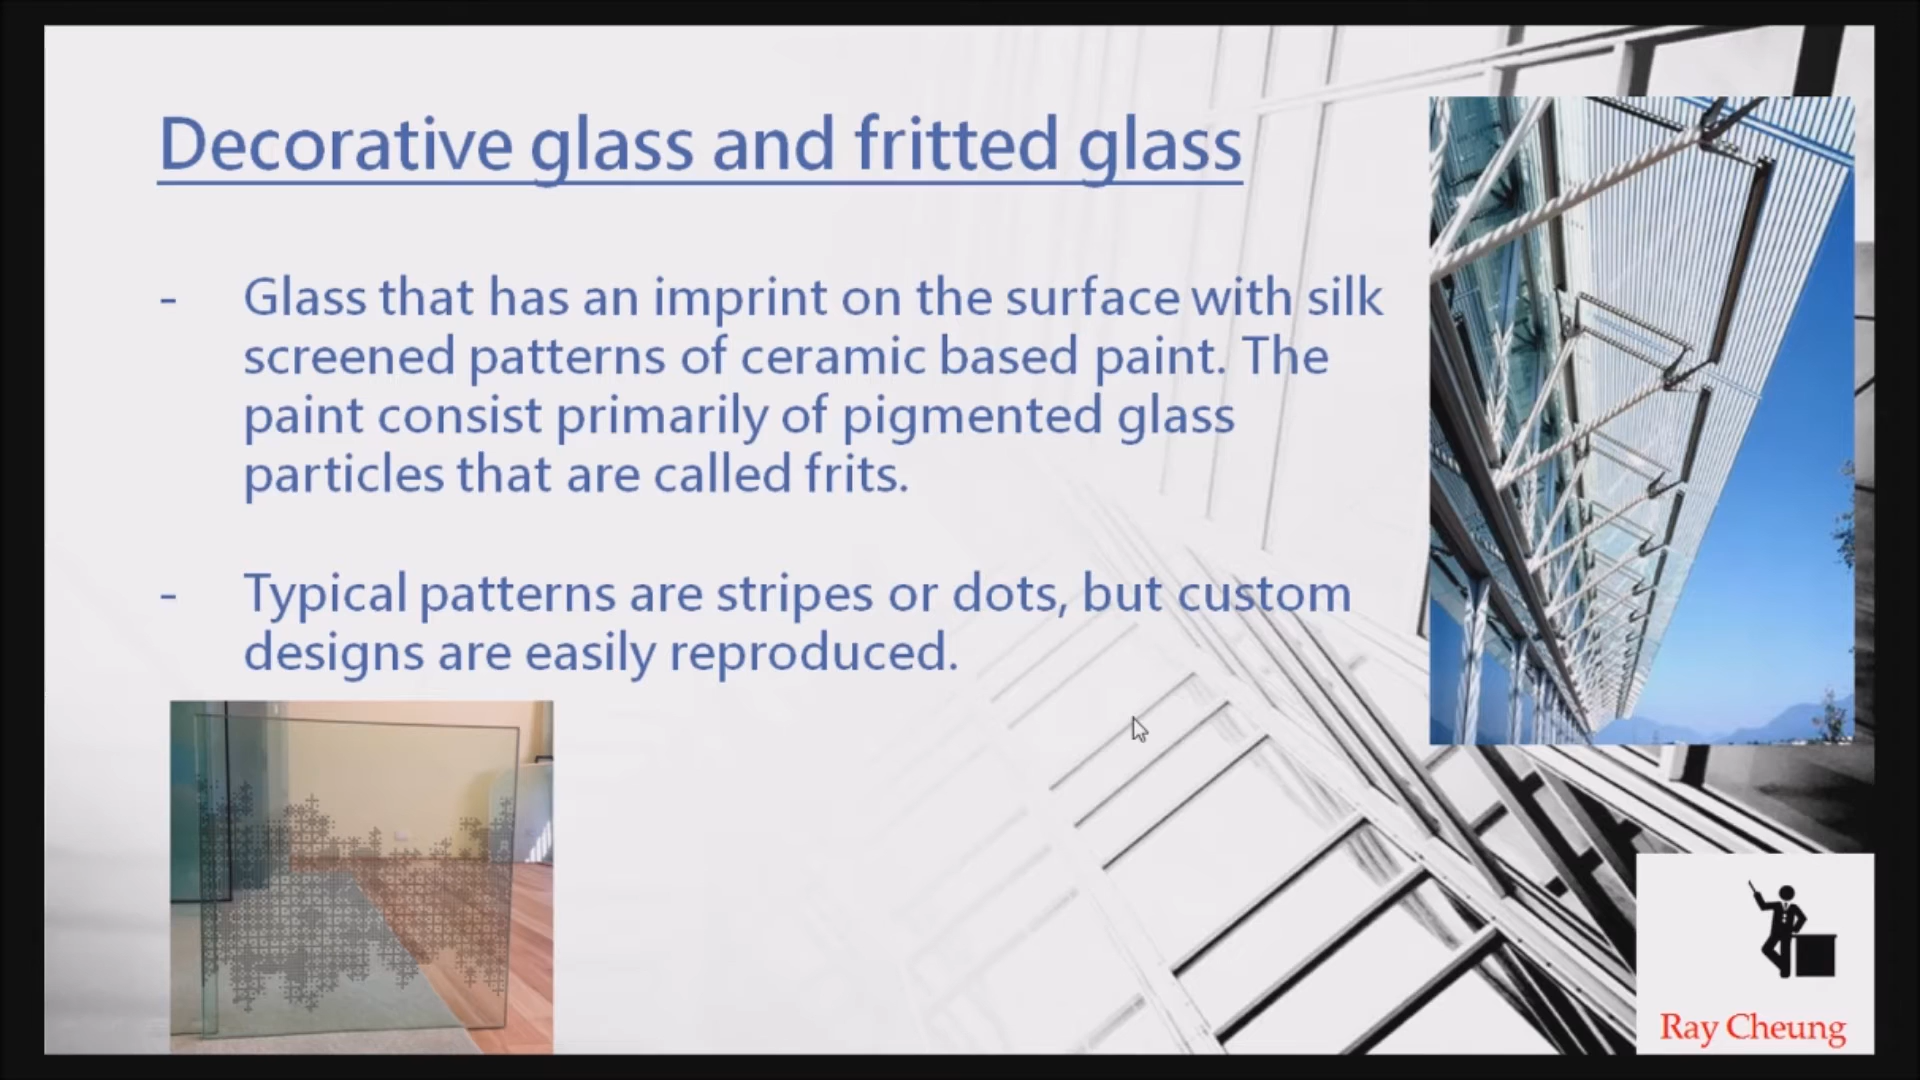 Decorative glass and fritted glass
- Glass that has an imprint on the surface with silk
screened patterns of ceramic based paint. The
paint consist primarily of pigmented glass
particles that are called frits.
- Typical patterns are stripes or dots, but custom
designs are easily reproduced.
Ray Cheung